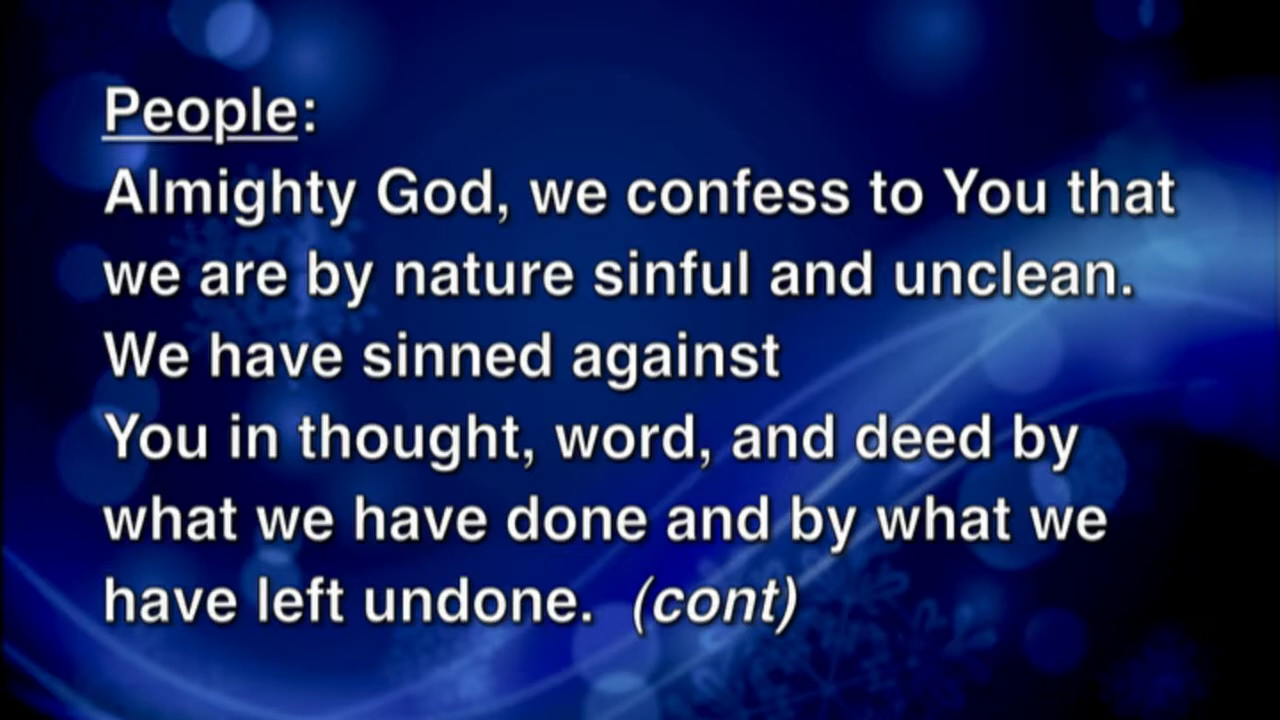 People:
Almighty God, we confess to You that
we are by nature sinful and unclean.
We have sinned against
You in thought, word, and deed by
what we have done and by what we
have left undone. (cont)